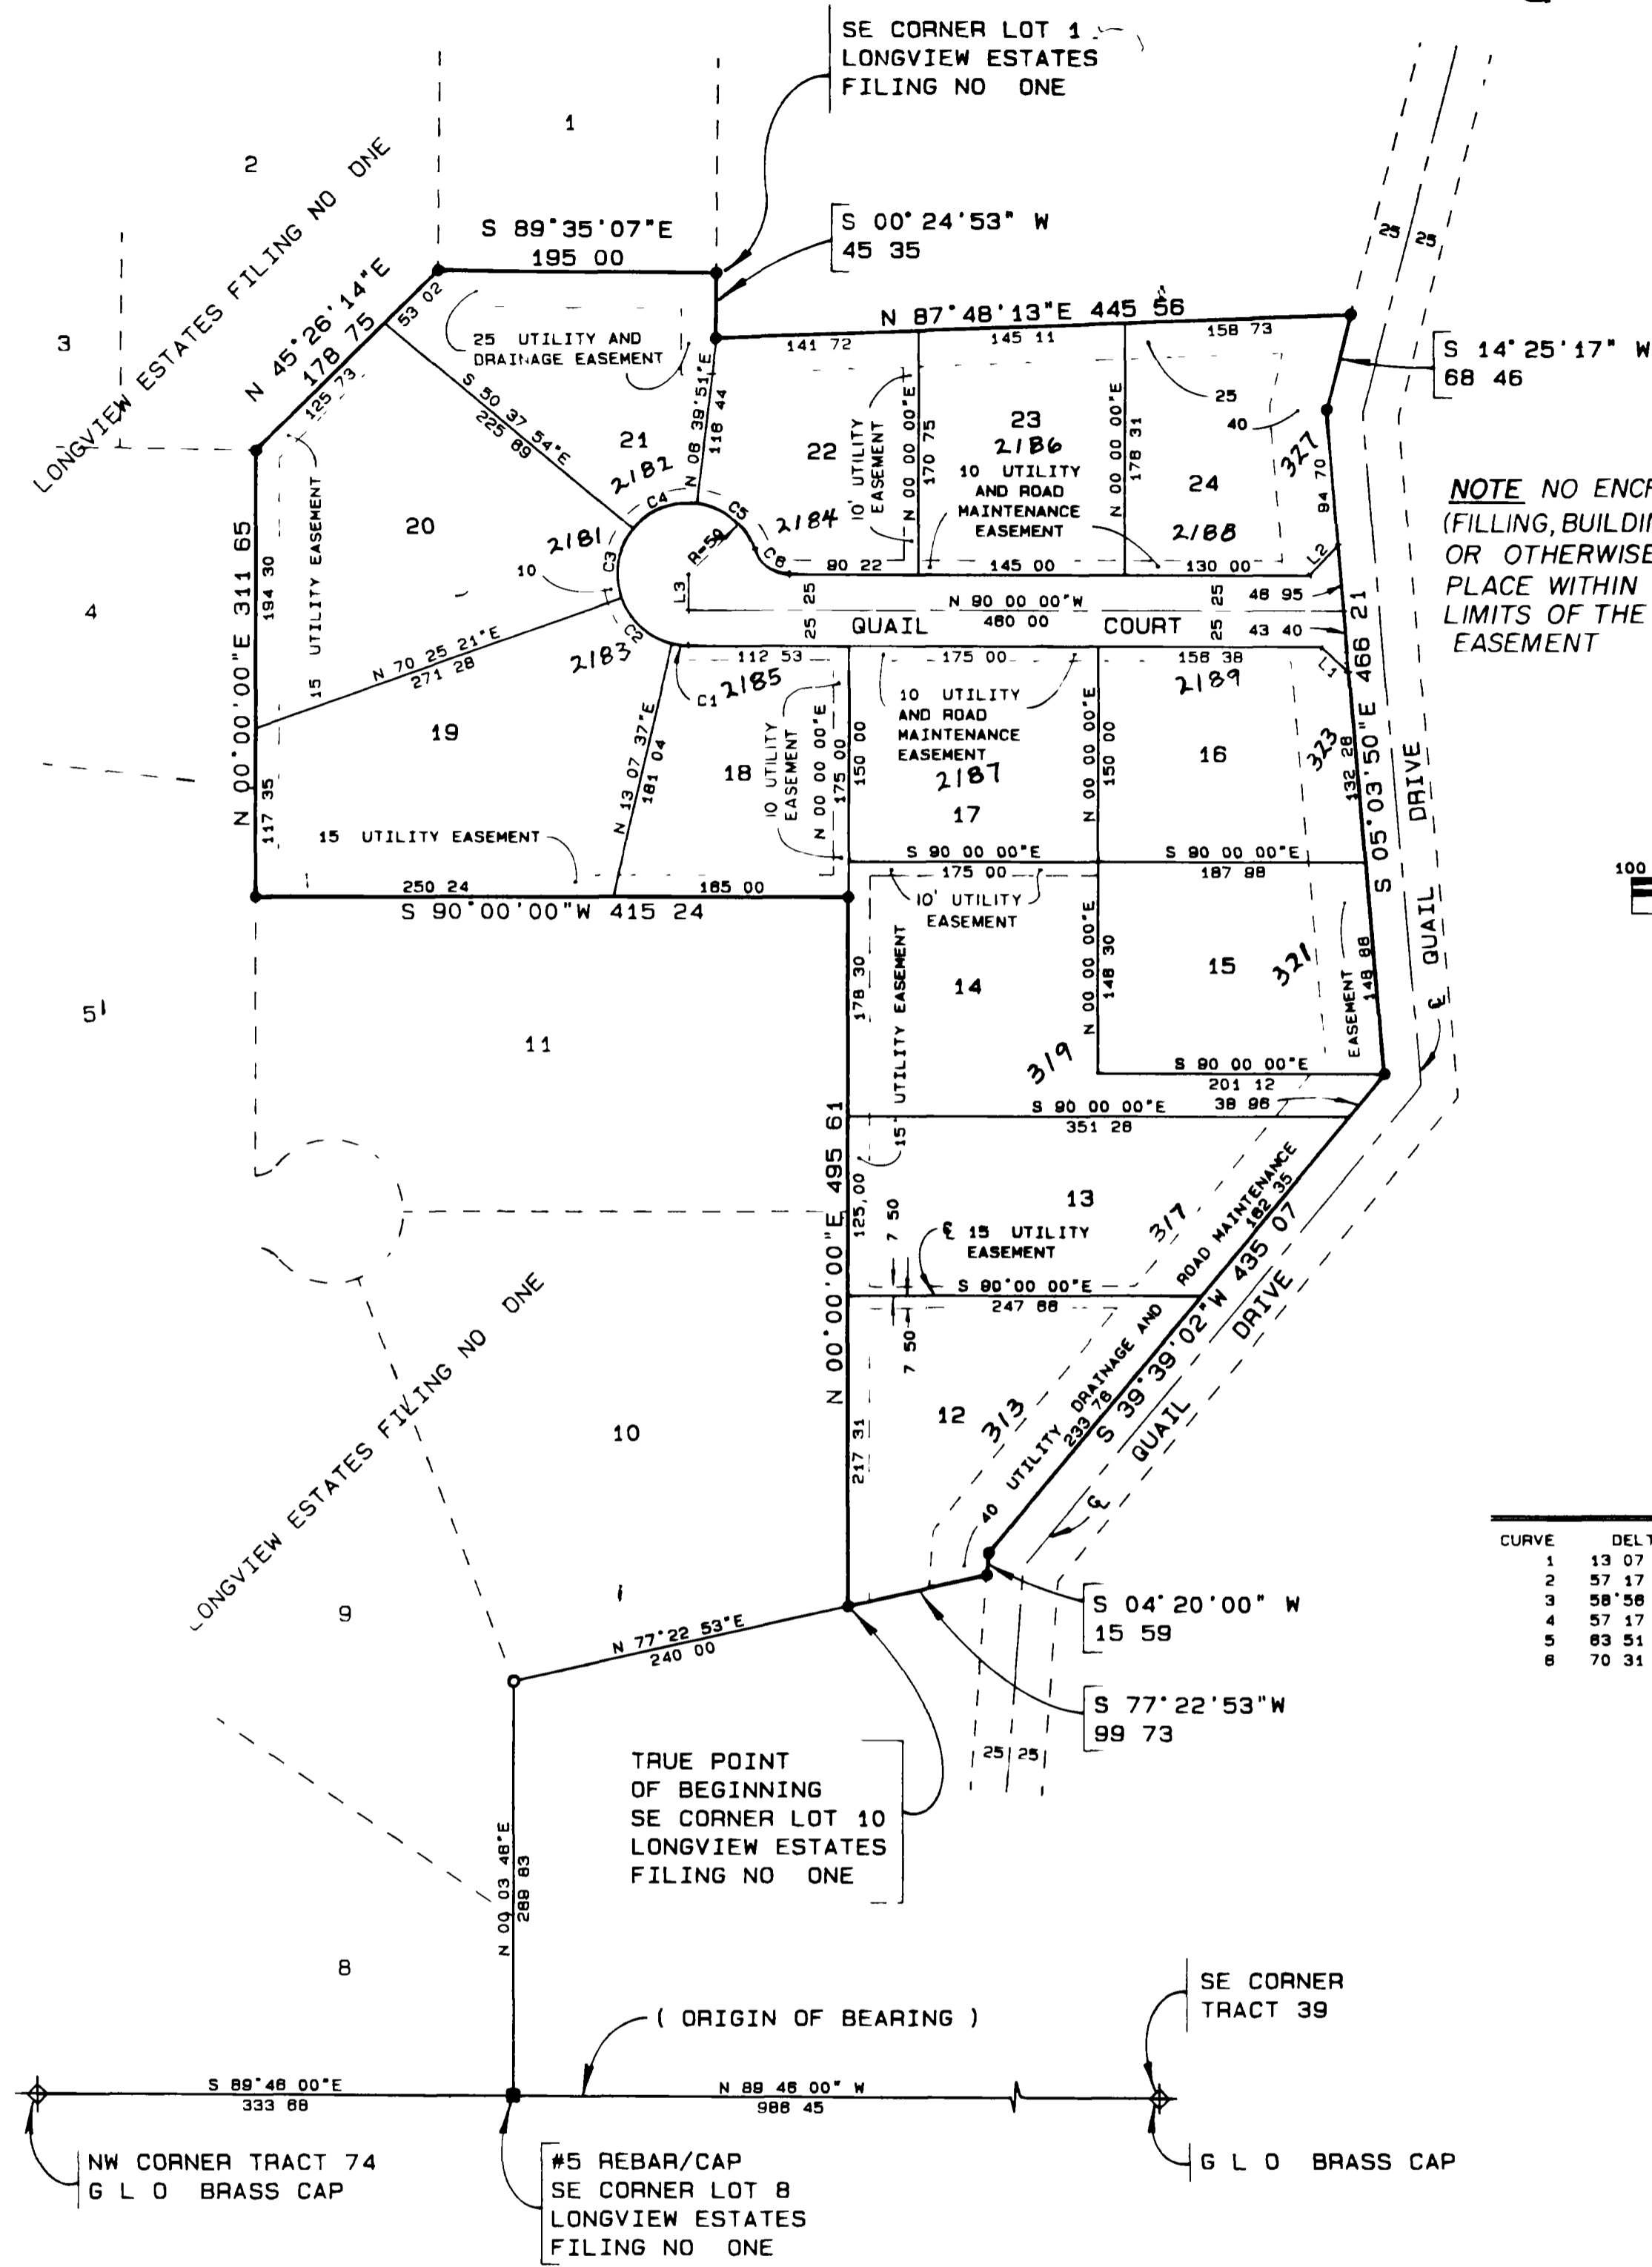 SE CORNER LOT 1
LONGVIEW ESTATES
FILING NO ONE
1
2
LONGVIEW ESTATES FILING NO ONE
3
4
5
S 89°35'07"E
195 00
S 00°24'53" W
45 35
25 25
N 45°26'14"E
178 75
53 02
125 73
25 UTILITY AND
DRAINAGE EASEMENT
N 87°48'13"E 445 56
141 72
145 11
158 73
S 14°25'17" W
68 46
S 50 37 54"E
225 89
21
2182
N 06 39'51"E
118 44
22
2184
10' UTILITY
EASEMENT
N 00 00 00"E
170 75
23
2186
10 UTILITY
AND ROAD
MAINTENANCE
EASEMENT
N 00 00 00"E
178 31
25
40
24
2188
327
94 70
NOTE NO ENCR
(FILLING, BUILDIN
OR OTHERWISE
PLACE WITHIN
LIMITS OF THE
EASEMENT
N 00°00'00"E 311 65
194 30
117 35
15 UTILITY EASEMENT
20
2181
10
C3
C4
C5
C6
R=50
L3
C2
2183
C1
90 22
145 00
130 00
L2
25
25
N 90 00 00"W
460 00
QUAIL COURT
25
25
46 95
43 40
L1
N 70 25 21"E
271 28
19
112 53
2185
175 00
158 38
2189
N 13 07 37"E
181 04
18
10 UTILITY
EASEMENT
N 00 00 00"E
175 00
150 00
10 UTILITY
AND ROAD
MAINTENANCE
EASEMENT
2187
17
N 00 00 00"E
150 00
16
323
132 28
S 05°03'50"E 466 21
QUAIL DRIVE
15 UTILITY EASEMENT
250 24
165 00
S 90°00'00"W 415 24
S 90 00 00"E
175 00
S 90 00 00"E
187 98
10' UTILITY
EASEMENT
100
11
178 30
15' UTILITY EASEMENT
14
N 00 00 00"E
148 30
15
321
EASEMENT
148 88
319
S 90 00 00"E
201 12
38 96
S 90 00 00"E
351 28
N 00°00'00"E 495 61
125,00
7 50
13
317
℄ 15 UTILITY
EASEMENT
S 90°00 00"E
247 66
7 50
40 UTILITY DRAINAGE AND ROAD MAINTENANCE
182 35
233 76
S 39°39'02"W 435 07
QUAIL DRIVE
℄
℄
12
313
217 31
LONGVIEW ESTATES FILING NO ONE
10
9
8
N 77°22 53"E
240 00
S 04°20'00" W
15 59
S 77°22'53"W
99 73
25 25
CURVE DELT
1 13 07
2 57 17
3 58°56
4 57 17
5 63 51
6 70 31
TRUE POINT
OF BEGINNING
SE CORNER LOT 10
LONGVIEW ESTATES
FILING NO ONE
N 00 03 48"E
289 83
( ORIGIN OF BEARING )
SE CORNER
TRACT 39
S 89°46 00"E
333 68
N 89 46 00" W
986 45
NW CORNER TRACT 74
G L O BRASS CAP
#5 REBAR/CAP
SE CORNER LOT 8
LONGVIEW ESTATES
FILING NO ONE
G L O BRASS CAP